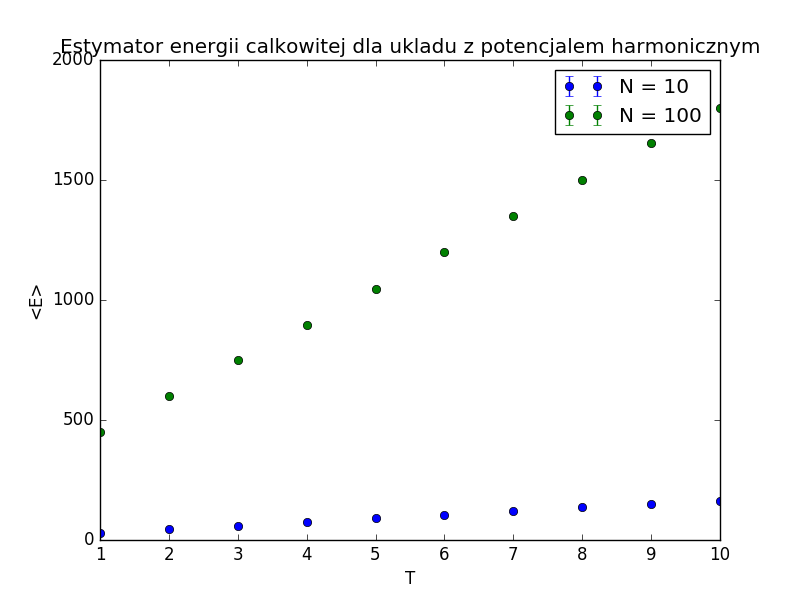 Estymator energii calkowitej dla ukladu z potencjalem harmonicznym
2000
1500
1000
500
0
<E>
N = 10
N = 100
1 2 3 4 5 6 7 8 9 10
T